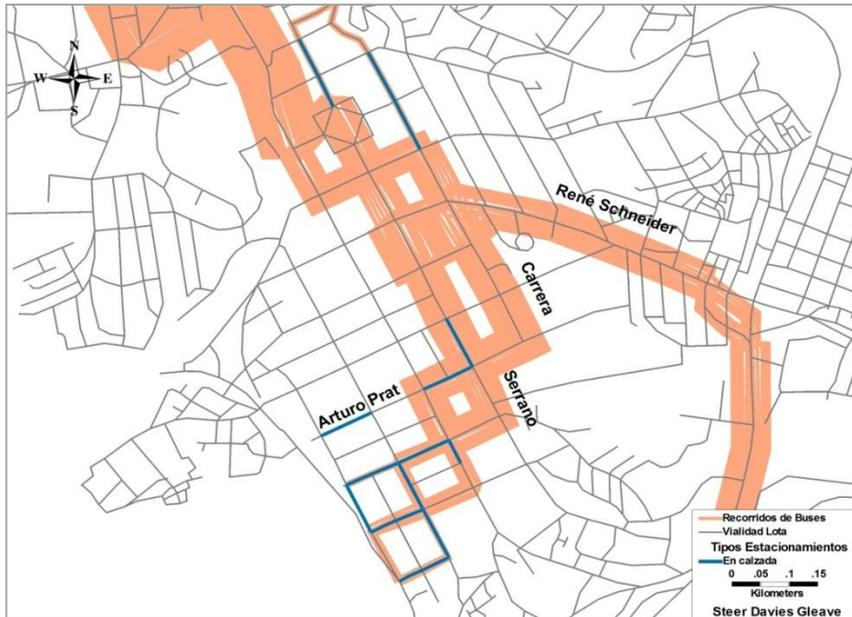 N
W E
S
René Schneider
Carrera
Serrano
Arturo Prat
Recorridos de Buses
Vialidad Lota
Tipos Estacionamientos
En calzada
0 .05 .1 .15
Kilometers
Steer Davies Gleave